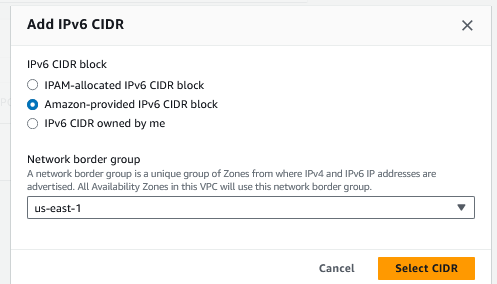 Add IPv6 CIDR
IPv6 CIDR block
IPAM-allocated IPv6 CIDR block
Amazon-provided IPv6 CIDR block
IPv6 CIDR owned by me
Network border group
A network border group is a unique group of Zones from where IPv4 and IPv6 IP addresses are
advertised. All Availability Zones in this VPC will use this network border group.
us-east-1
Cancel
Select CIDR